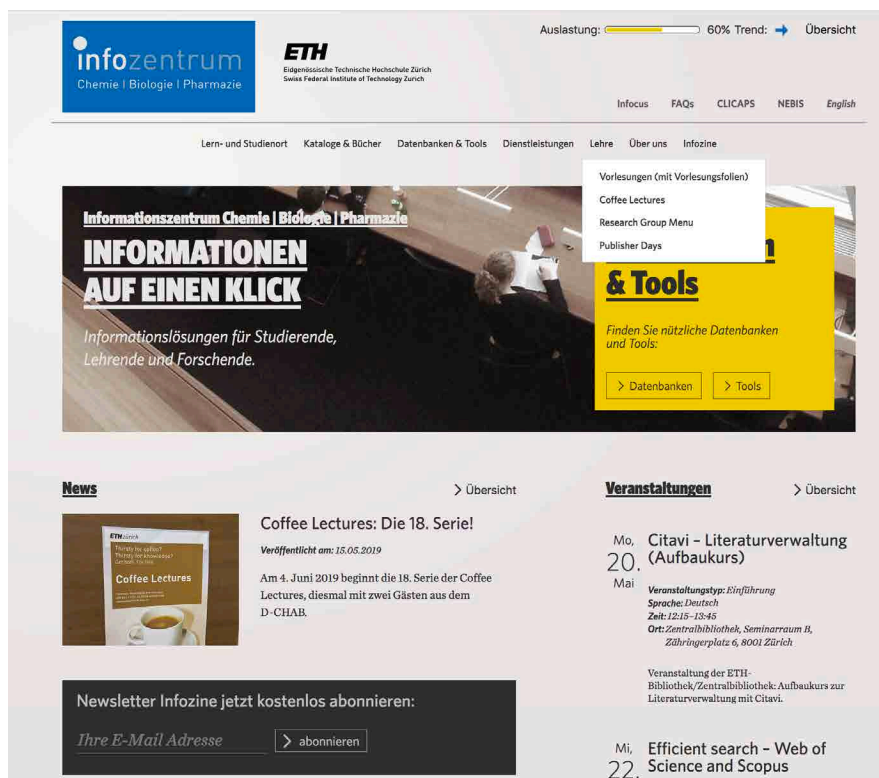 Auslastung: 60% Trend: Übersicht
infozentrum
Chemie | Biologie | Pharmazie
ETH
Eidgenössische Technische Hochschule Zürich
Swiss Federal Institute of Technology Zurich
Infocus FAQs CLICAPS NEBIS English
Lern- und Studienort Kataloge & Bücher Datenbanken & Tools Dienstleistungen Lehre Über uns Infozine
Vorlesungen (mit Vorlesungsfolien)
Coffee Lectures
Research Group Menu
Publisher Days
Informationszentrum Chemie | Biologie | Pharmazie
INFORMATIONEN
AUF EINEN KLICK
Informationslösungen für Studierende,
Lehrende und Forschende.
& Tools
Finden Sie nützliche Datenbanken
und Tools:
> Datenbanken > Tools
News > Übersicht
ETH zürich
Thirsty for coffee?
Thirsty for knowledge?
Coffee Lectures
Coffee Lectures: Die 18. Serie!
Veröffentlicht am: 15.05.2019
Am 4. Juni 2019 beginnt die 18. Serie der Coffee
Lectures, diesmal mit zwei Gästen aus dem
D-CHAB.
Newsletter Infozine jetzt kostenlos abonnieren:
Ihre E-Mail Adresse > abonnieren
Veranstaltungen > Übersicht
Mo,
20.
Mai
Citavi – Literaturverwaltung
(Aufbaukurs)
Veranstaltungstyp: Einführung
Sprache: Deutsch
Zeit: 12:15–13:45
Ort: Zentralbibliothek, Seminarraum B,
Zähringerplatz 6, 8001 Zürich
Veranstaltung der ETH-
Bibliothek/Zentralbibliothek: Aufbaukurs zur
Literaturverwaltung mit Citavi.
Mi,
22.
Efficient search – Web of
Science and Scopus